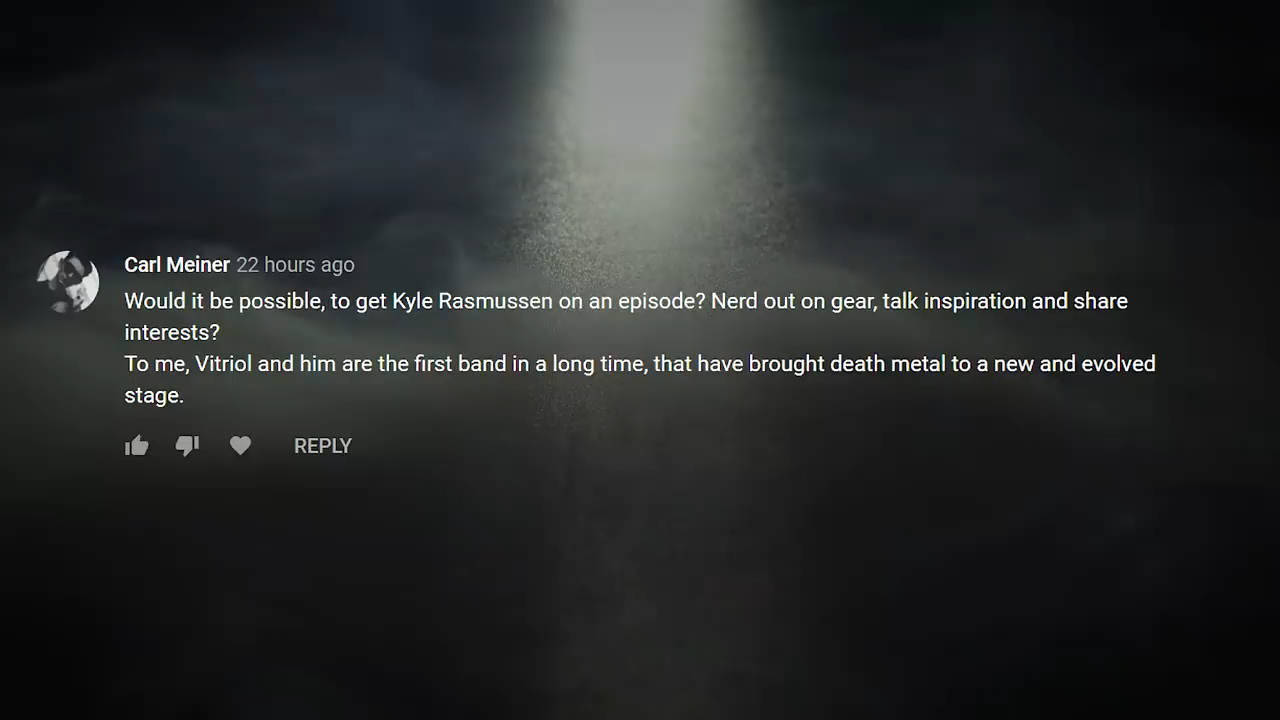 Carl Meiner 22 hours ago
Would it be possible, to get Kyle Rasmussen on an episode? Nerd out on gear, talk inspiration and share
interests?
To me, Vitriol and him are the first band in a long time, that have brought death metal to a new and evolved
stage.
REPLY